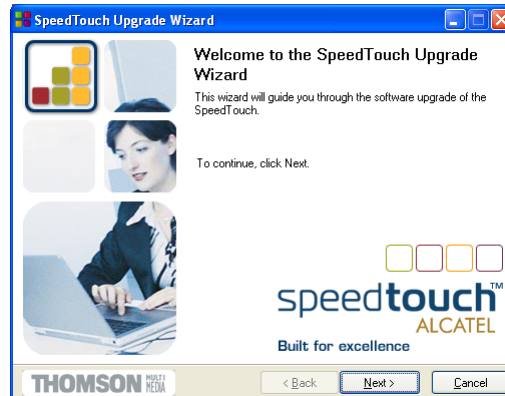 SpeedTouch Upgrade Wizard
Welcome to the SpeedTouch Upgrade
Wizard
This wizard will guide you through the software upgrade of the
SpeedTouch.
To continue, click Next.
speedtouch™
ALCATEL
Built for excellence
THOMSON MULTI MEDIA
< Back
Next >
Cancel